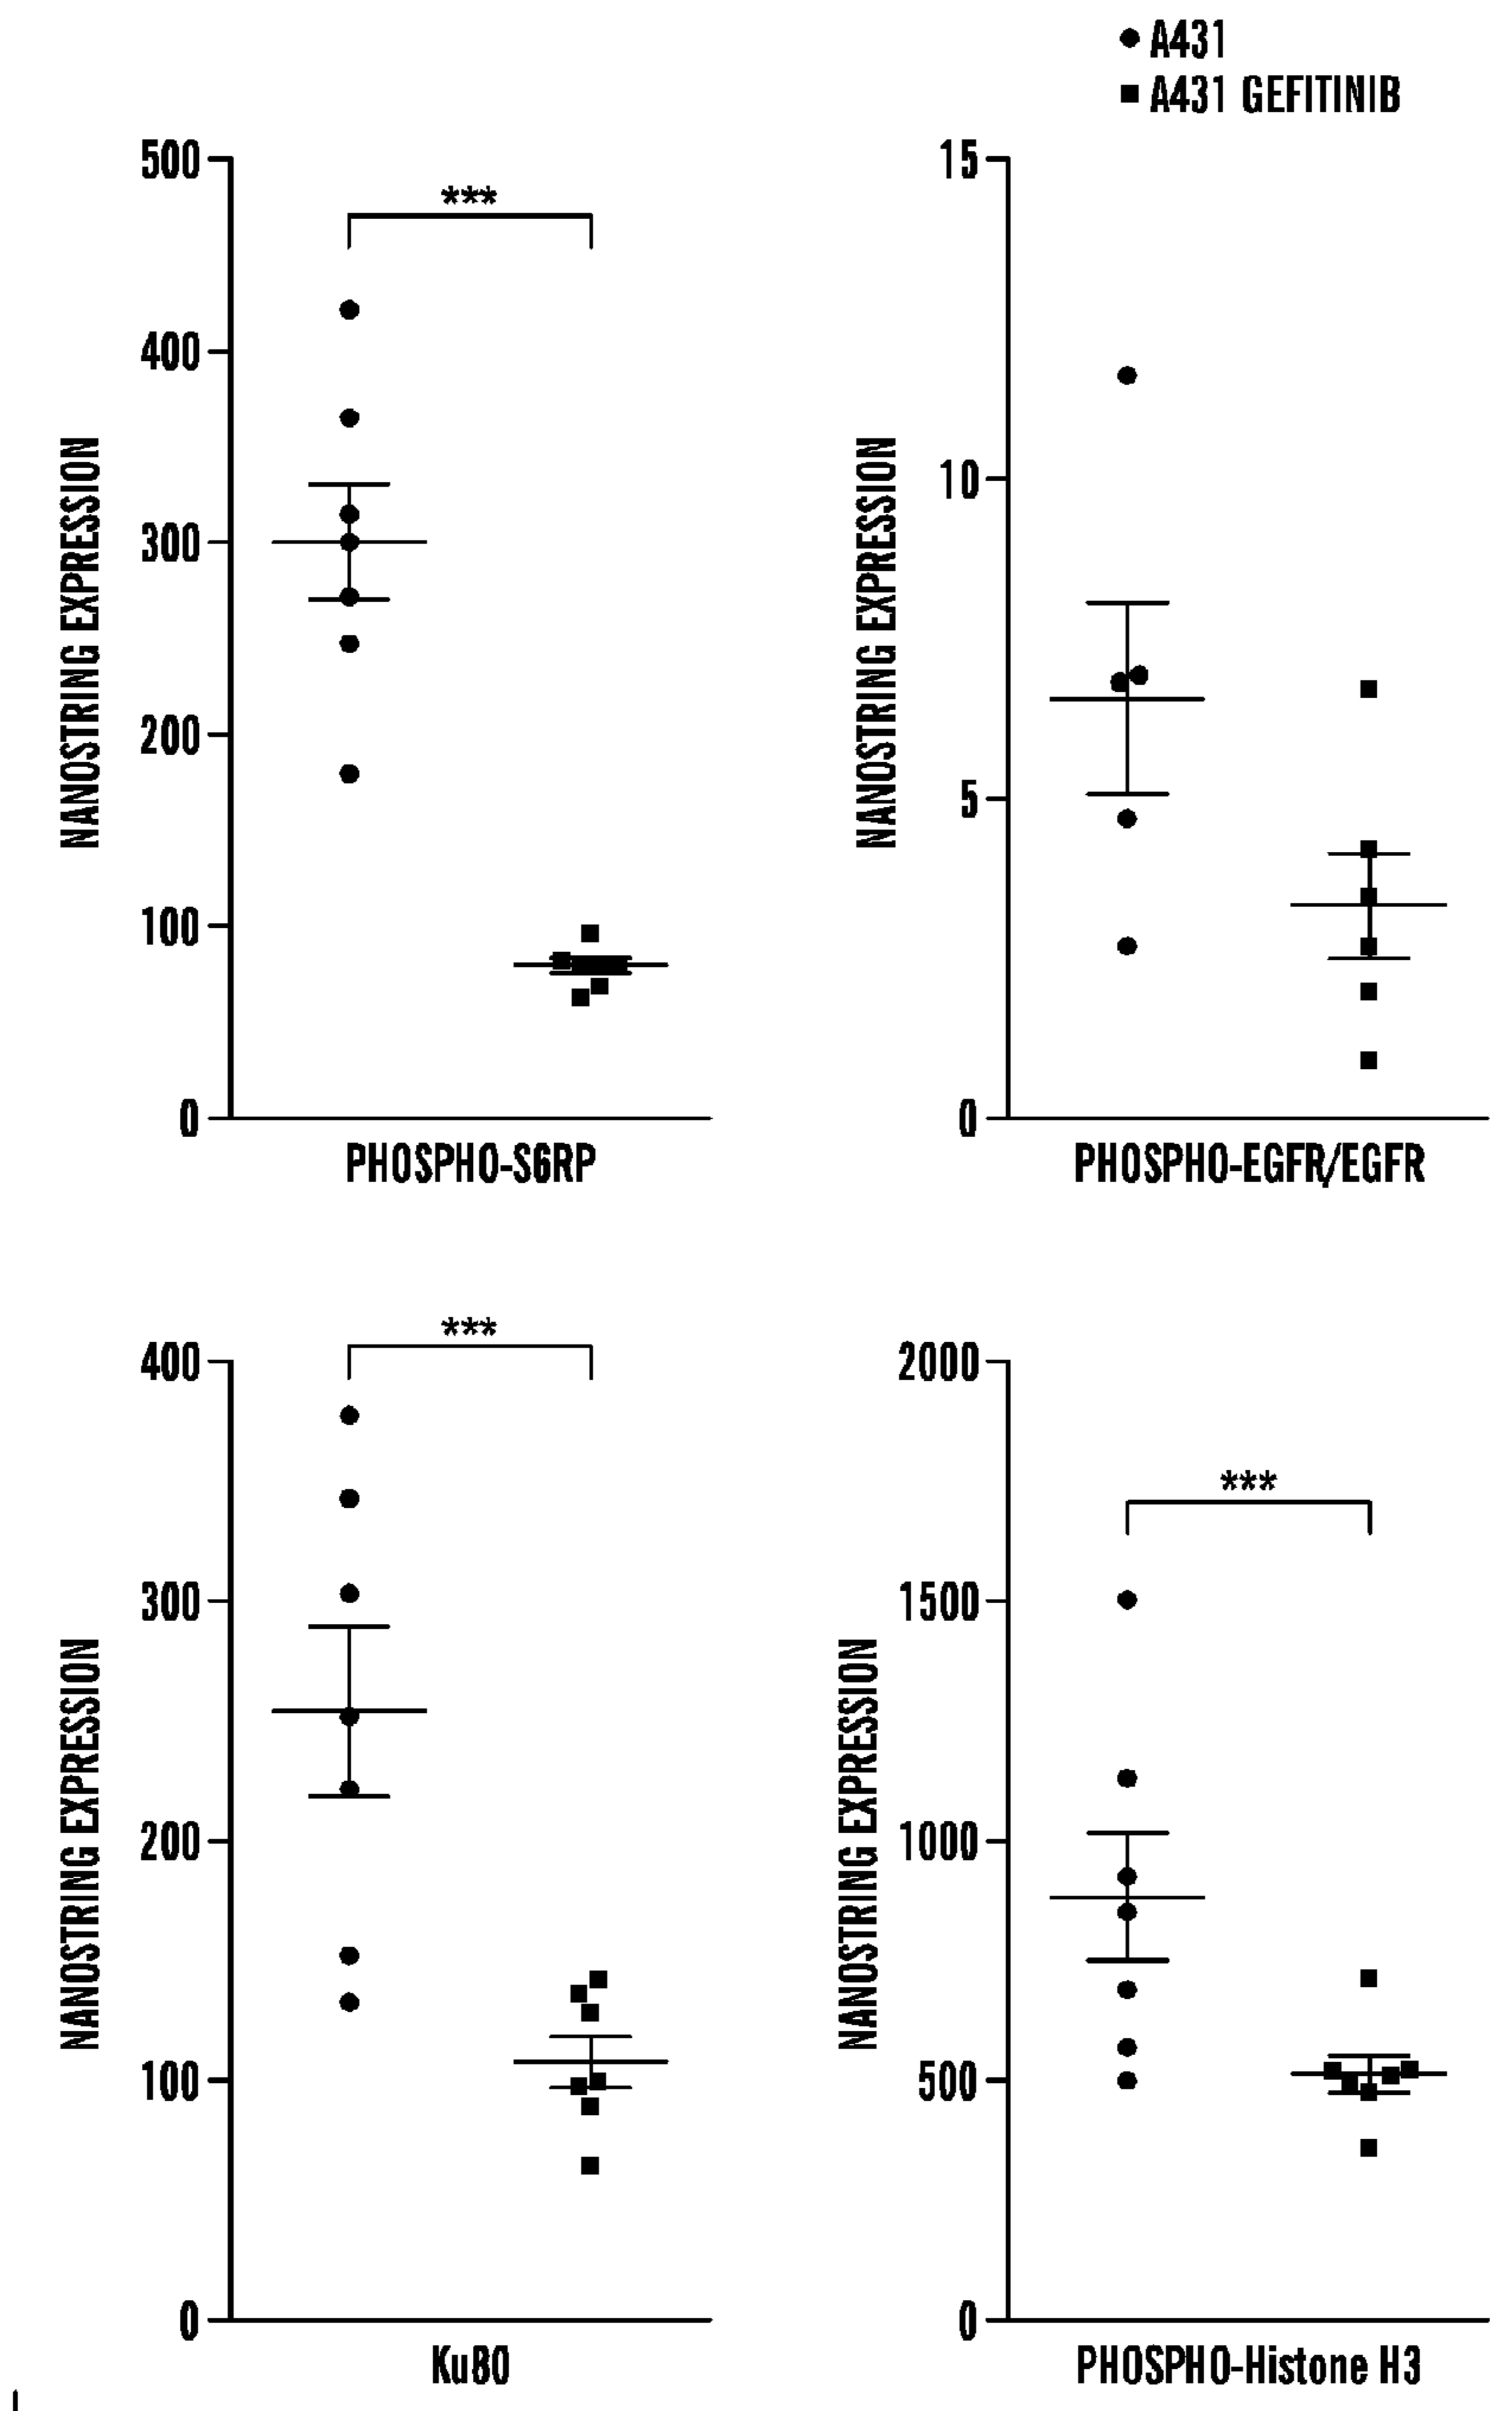 A431
A431 GEFITINIB
500
400
300
200
100
0
NANOSTRING EXPRESSION
***
PHOSPHO-S6RP
15
10
5
0
NANOSTRING EXPRESSION
PHOSPHO-EGFR/EGFR
400
300
200
100
0
NANOSTRING EXPRESSION
***
Ku80
2000
1500
1000
500
0
NANOSTRING EXPRESSION
***
PHOSPHO-Histone H3